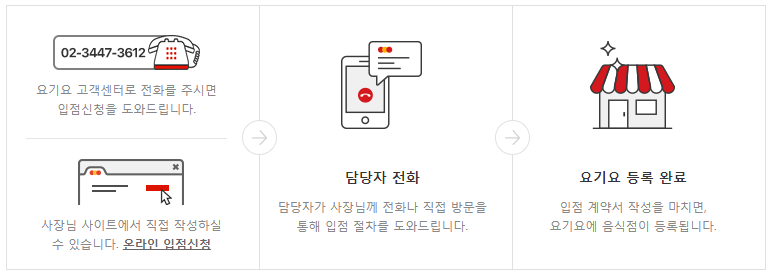 02-3447-3612
요기요 고객센터로 전화를 주시면
입점신청을 도와드립니다.
사장님 사이트에서 직접 작성하실
수 있습니다. 온라인 입점신청
담당자 전화
담당자가 사장님께 전화나 직접 방문을
통해 입점 절차를 도와드립니다.
요기요 등록 완료
입점 계약서 작성을 마치면,
요기요에 음식점이 등록됩니다.